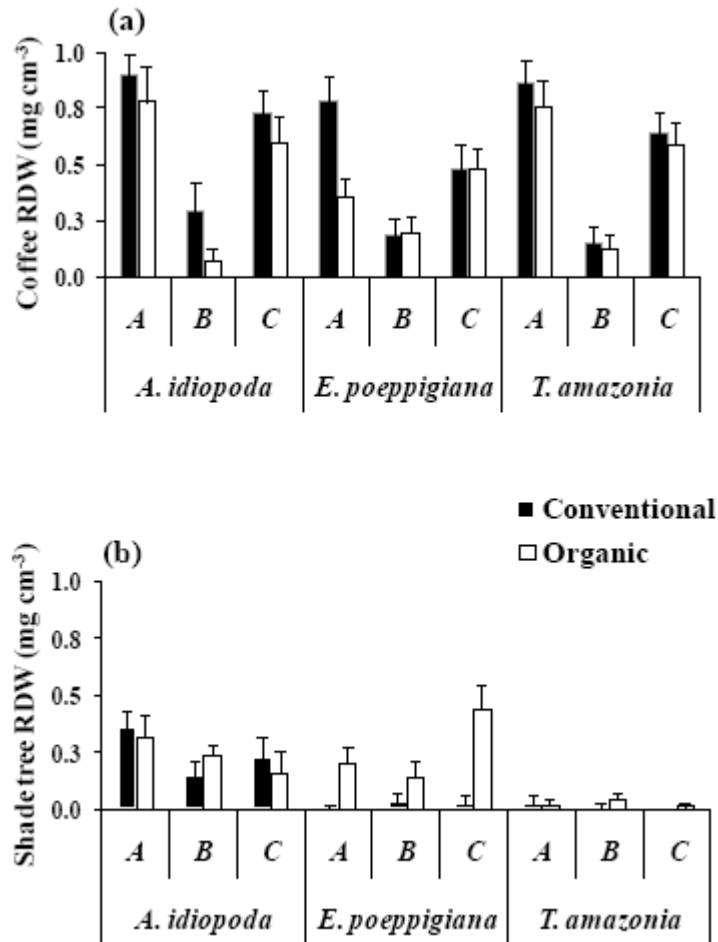 (a)
Coffee RDW (mg cm-3)
1.0
0.8
0.5
0.3
0.0
A B C A B C A B C
A. idiopoda E. poeppigiana T. amazonia
Conventional
Organic
(b)
Shade tree RDW (mg cm-3)
1.0
0.8
0.5
0.3
0.0
A B C A B C A B C
A. idiopoda E. poeppigiana T. amazonia